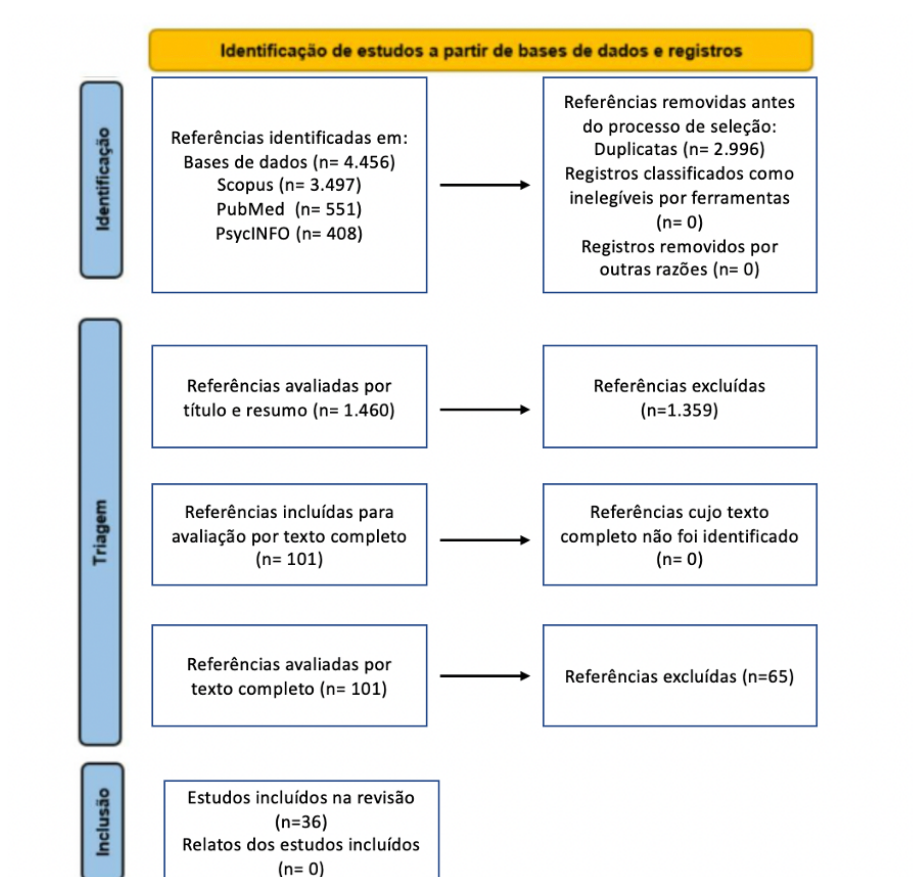 Identificação de estudos a partir de bases de dados e registros
Identificação
Referências identificadas em:
Bases de dados (n= 4.456)
Scopus (n= 3.497)
PubMed (n= 551)
PsycINFO (n= 408)
Referências removidas antes
do processo de seleção:
Duplicatas (n= 2.996)
Registros classificados como
inelegíveis por ferramentas
(n= 0)
Registros removidos por
outras razões (n= 0)
Triagem
Referências avaliadas por
título e resumo (n= 1.460)
Referências excluídas
(n=1.359)
Referências incluídas para
avaliação por texto completo
(n= 101)
Referências cujo texto
completo não foi identificado
(n= 0)
Referências avaliadas por
texto completo (n= 101)
Referências excluídas (n=65)
Inclusão
Estudos incluídos na revisão
(n=36)
Relatos dos estudos incluídos
(n= 0)